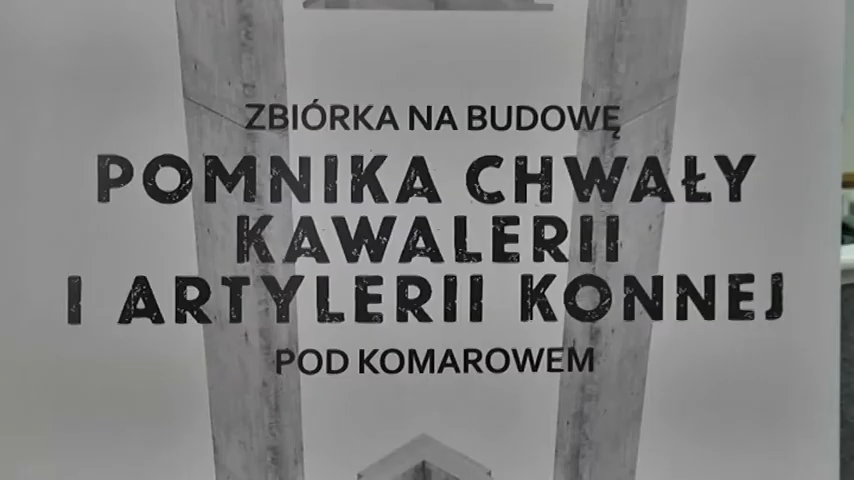 ZBIÓRKA NA BUDOWĘ
POMNIKA CHWAŁY
KAWALERII
I ARTYLERII KONNEJ
POD KOMAROWEM